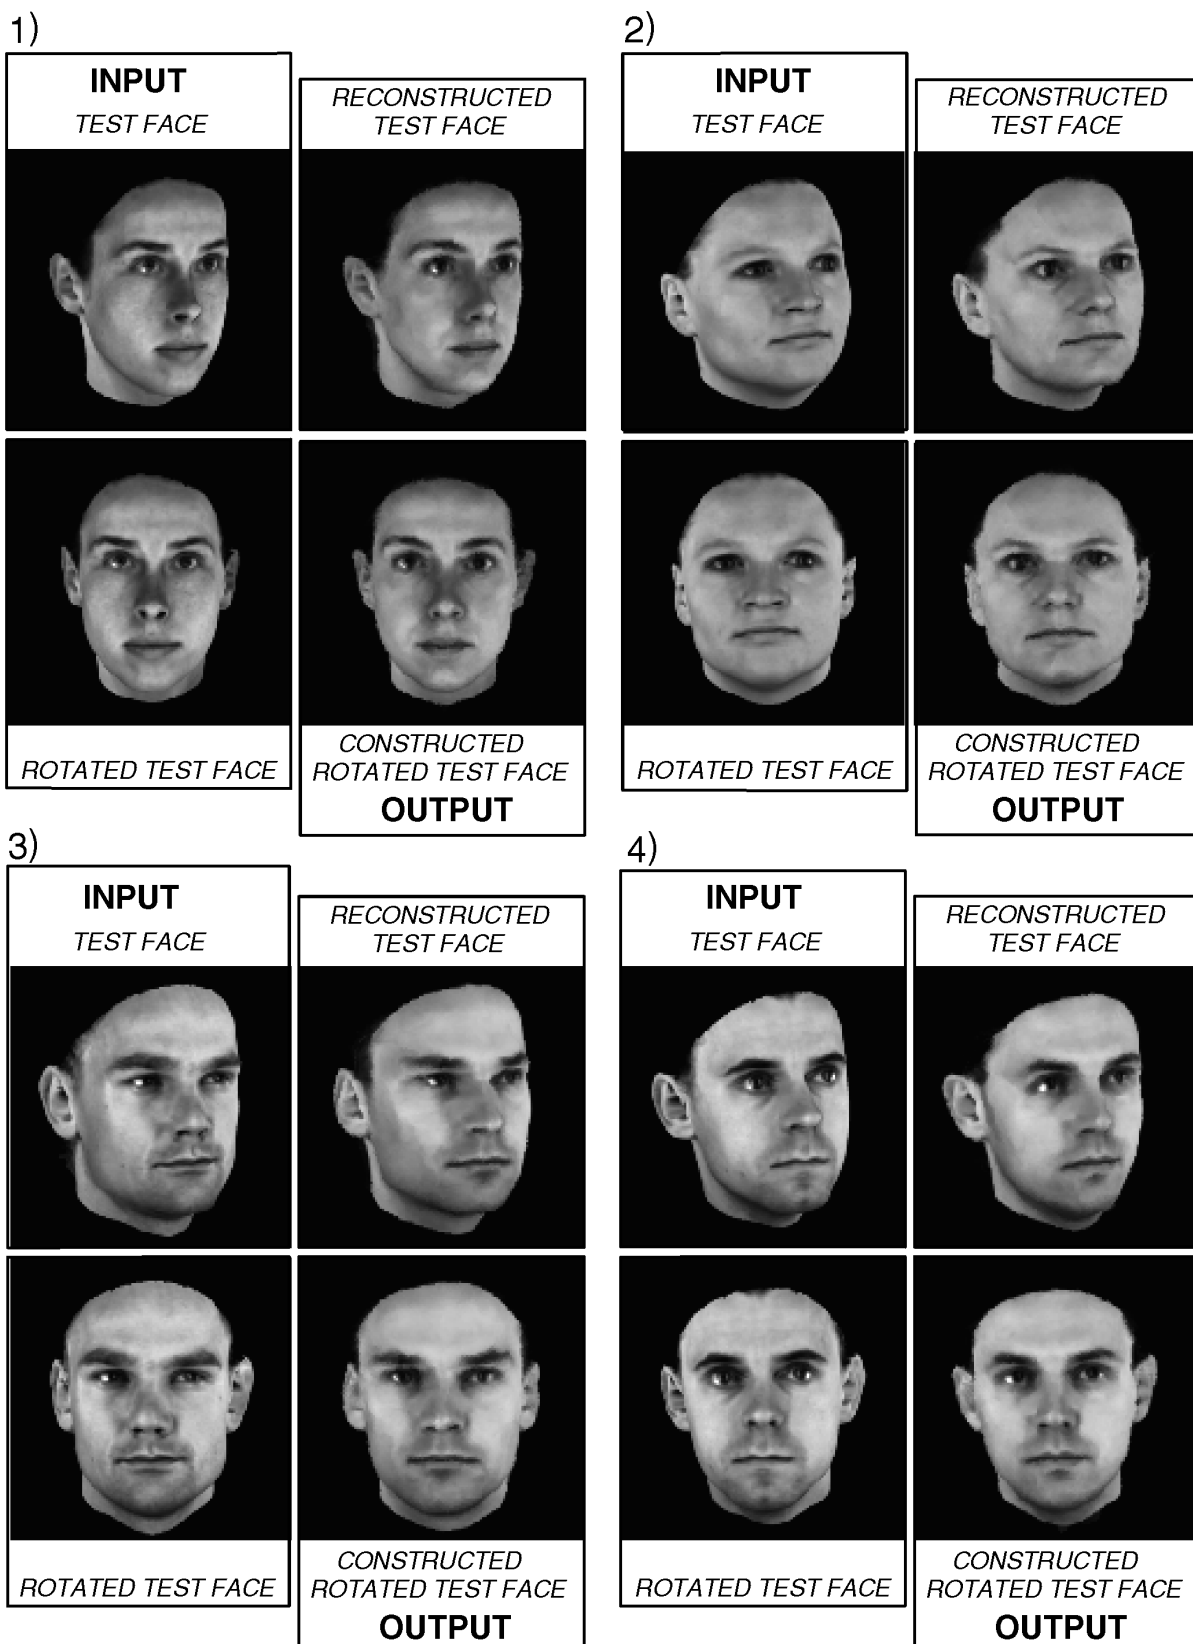 1)
INPUT
TEST FACE
RECONSTRUCTED
TEST FACE
ROTATED TEST FACE
CONSTRUCTED
ROTATED TEST FACE
OUTPUT
2)
INPUT
TEST FACE
RECONSTRUCTED
TEST FACE
ROTATED TEST FACE
CONSTRUCTED
ROTATED TEST FACE
OUTPUT
3)
INPUT
TEST FACE
RECONSTRUCTED
TEST FACE
ROTATED TEST FACE
CONSTRUCTED
ROTATED TEST FACE
OUTPUT
4)
INPUT
TEST FACE
RECONSTRUCTED
TEST FACE
ROTATED TEST FACE
CONSTRUCTED
ROTATED TEST FACE
OUTPUT